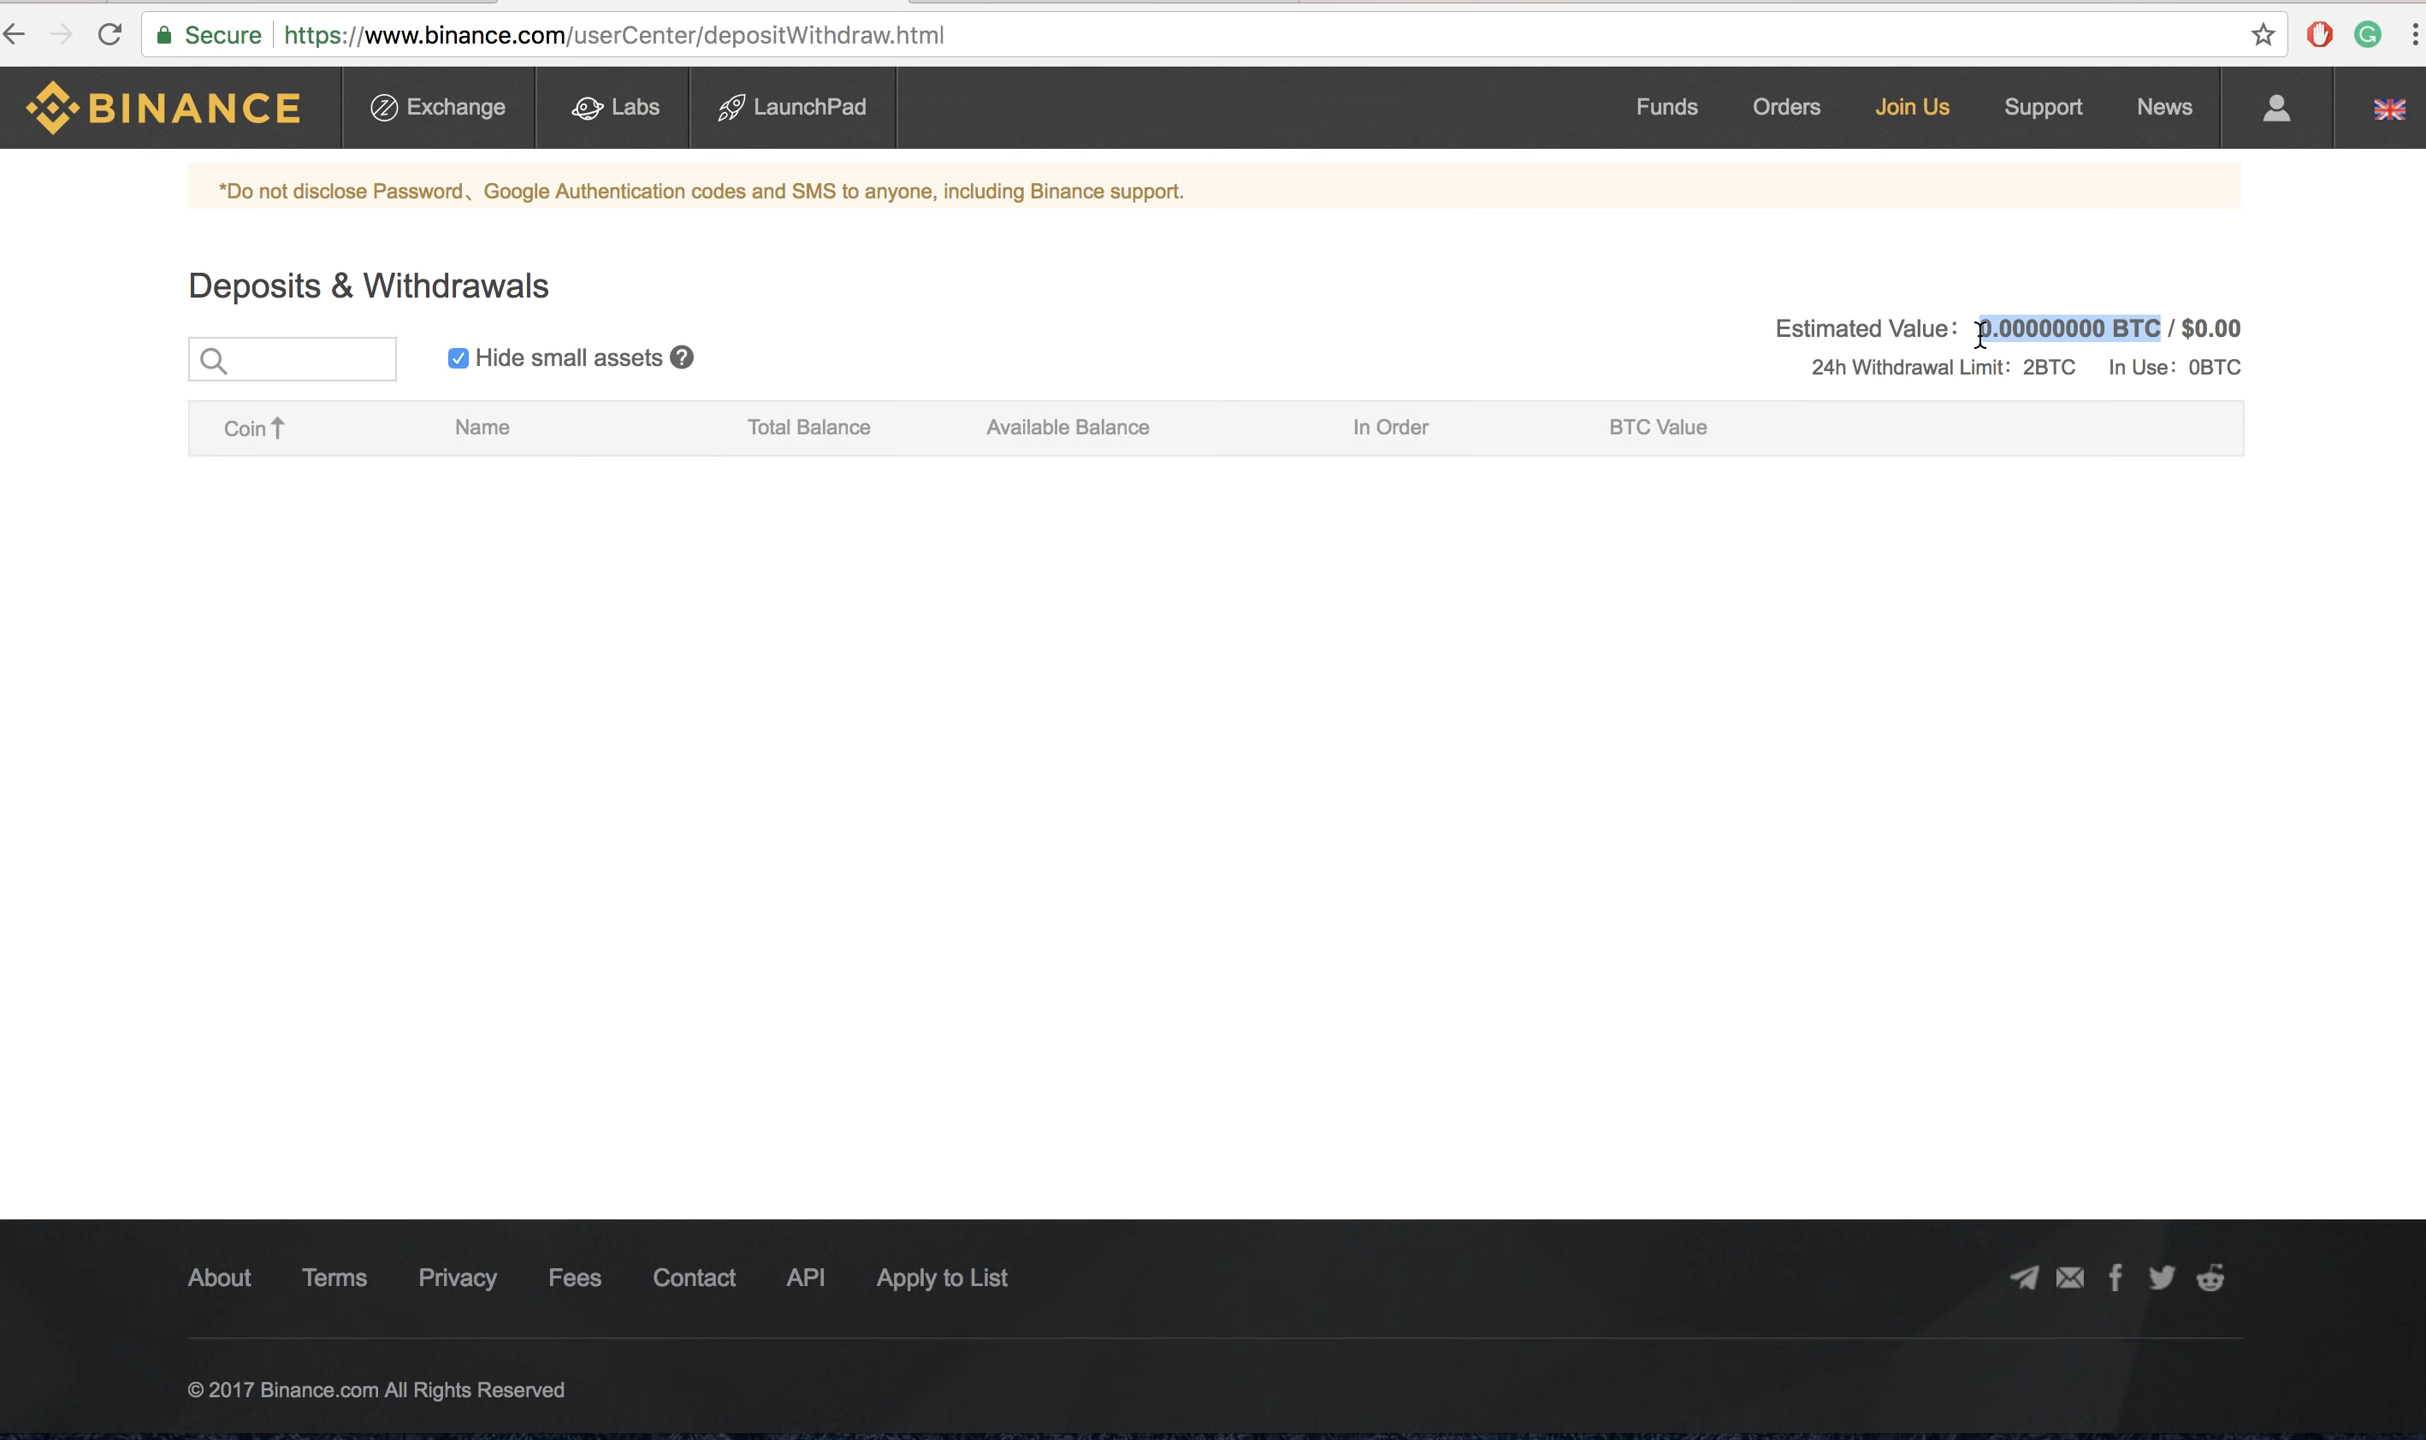 Secure https://www.binance.com/userCenter/depositWithdraw.html
BINANCE Exchange Labs LaunchPad Funds Orders Join Us Support News
*Do not disclose Password、Google Authentication codes and SMS to anyone, including Binance support.
Deposits & Withdrawals
Estimated Value： 0.00000000 BTC / $0.00
Hide small assets ?
24h Withdrawal Limit：2BTC In Use：0BTC
Coin↑ Name Total Balance Available Balance In Order BTC Value
About Terms Privacy Fees Contact API Apply to List
© 2017 Binance.com All Rights Reserved